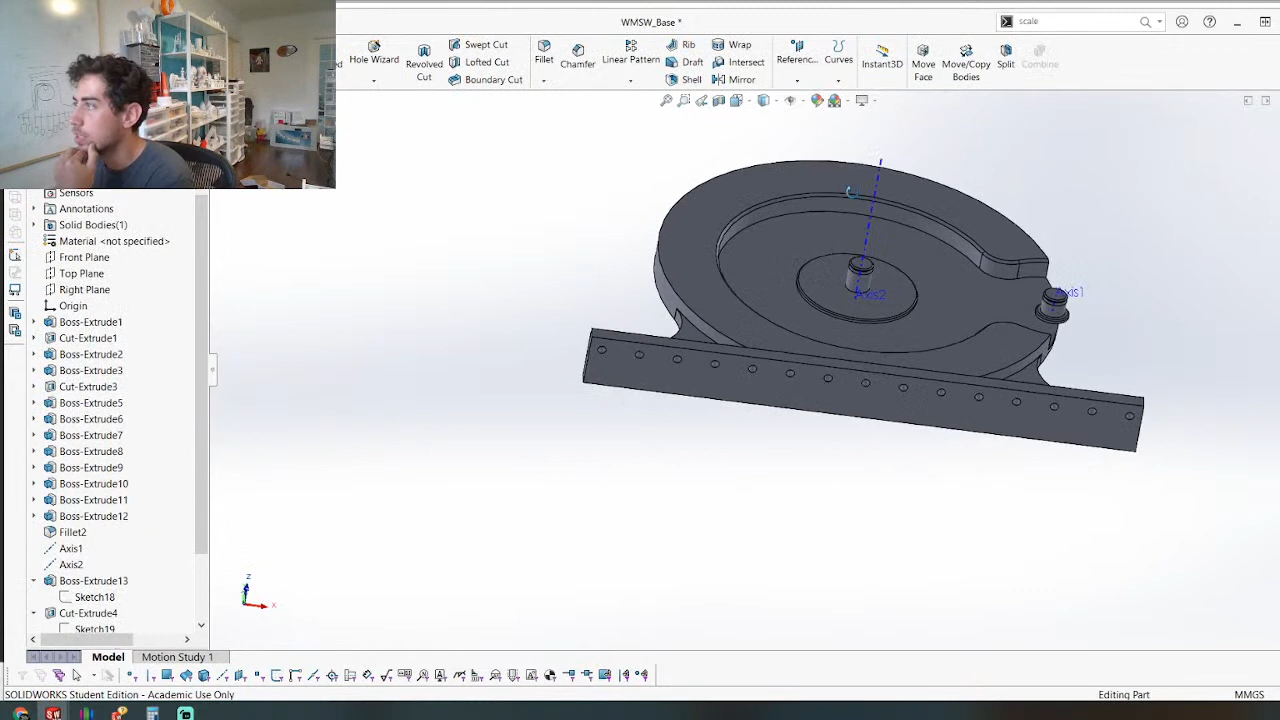 WMSW_Base *
scale
Hole Wizard
Revolved Cut
Swept Cut
Lofted Cut
Boundary Cut
Fillet
Chamfer
Linear Pattern
Rib
Draft
Shell
Wrap
Intersect
Mirror
Referenc...
Curves
Instant3D
Move Face
Move/Copy Bodies
Split
Combine
Sensors
Annotations
Solid Bodies(1)
Material <not specified>
Front Plane
Top Plane
Right Plane
Origin
Boss-Extrude1
Cut-Extrude1
Boss-Extrude2
Boss-Extrude3
Cut-Extrude3
Boss-Extrude5
Boss-Extrude6
Boss-Extrude7
Boss-Extrude8
Boss-Extrude9
Boss-Extrude10
Boss-Extrude11
Boss-Extrude12
Fillet2
Axis1
Axis2
Boss-Extrude13
Sketch18
Cut-Extrude4
Sketch19
Axis2
Axis1
z
x
Model
Motion Study 1
SOLIDWORKS Student Edition - Academic Use Only
Editing Part
MMGS